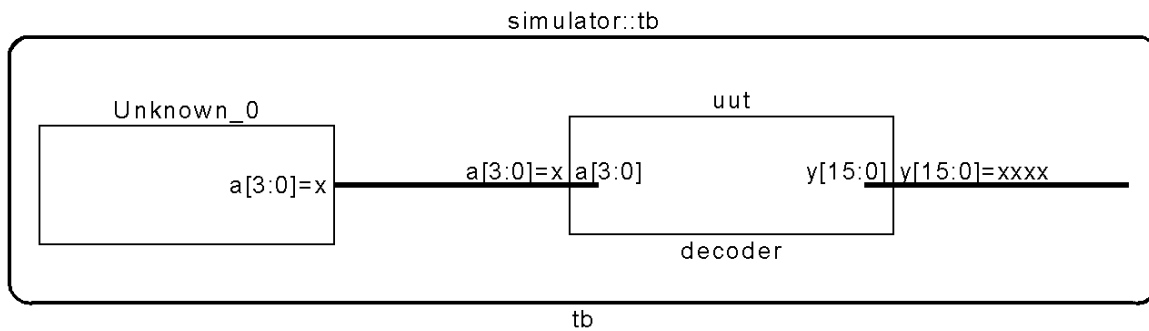 simulator::tb
Unknown_0
uut
a[3:0]=x
a[3:0]=x
a[3:0]
y[15:0]
y[15:0]=xxxx
decoder
tb